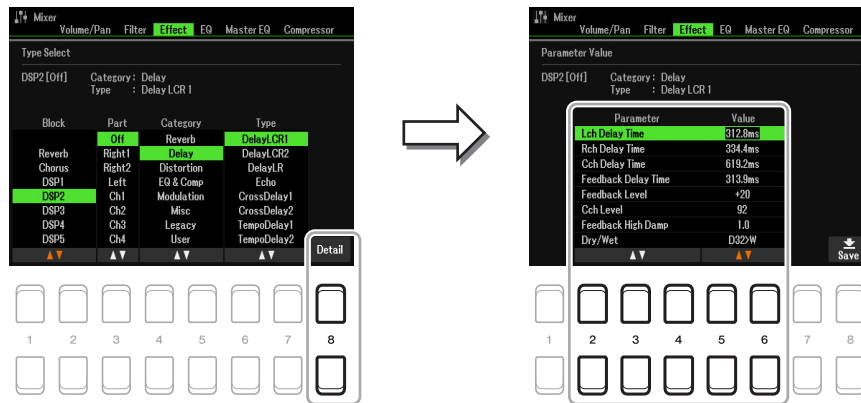 Mixer
Volume/Pan Filter Effect EQ Master EQ Compressor
Type Select
DSP2 [Off] Category : Delay
Type : Delay LCR 1
Block Part Category Type
Off Reverb DelayLCR1
Reverb Right1 Delay DelayLCR2
Chorus Right2 Distortion DelayLR
DSP1 Left EQ & Comp Echo
DSP2 Ch1 Modulation CrossDelay1
DSP3 Ch2 Misc CrossDelay2
DSP4 Ch3 Legacy TempoDelay1
DSP5 Ch4 User TempoDelay2
Detail
1 2 3 4 5 6 7 8
Mixer
Volume/Pan Filter Effect EQ Master EQ Compressor
Parameter Value
DSP2 [Off] Category : Delay
Type : Delay LCR 1
Parameter Value
Lch Delay Time 312.8ms
Rch Delay Time 334.4ms
Cch Delay Time 619.2ms
Feedback Delay Time 313.9ms
Feedback Level +20
Cch Level 92
Feedback High Damp 1.0
Dry/Wet D32>W
Save
1 2 3 4 5 6 7 8